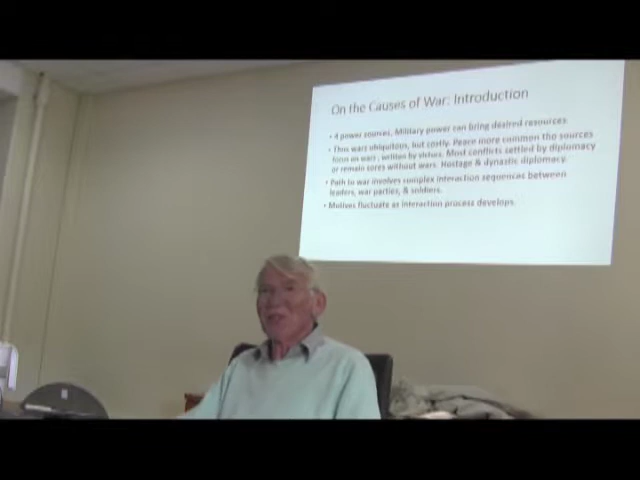 On the Causes of War: Introduction
• 4 power sources, Military power can bring desired resources
• Thus wars ubiquitous, but costly. Peace more common tho sources
focus on wars, written by victors. Most conflicts settled by diplomacy
or remain sores without wars. Hostage & dynastic diplomacy.
• Path to war involves complex interaction sequences between
leaders, war parties, & soldiers.
• Motives fluctuate as interaction process develops